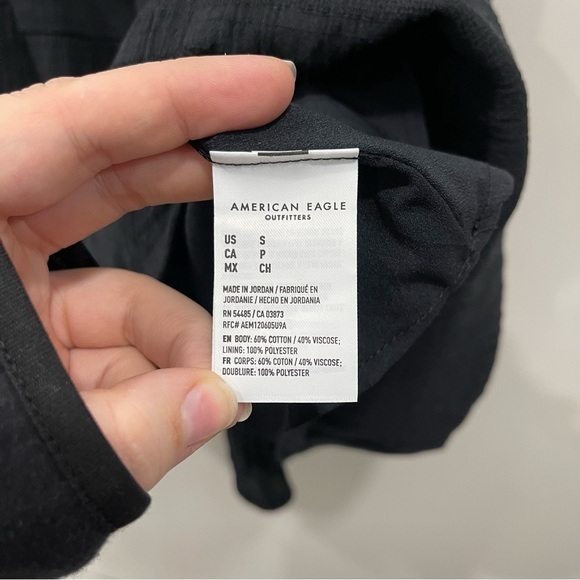 AMERICAN EAGLE
OUTFITTERS
US S
CA P
MX CH
MADE IN JORDAN / FABRIQUÉ EN
JORDANIE / HECHO EN JORDANIA
RN 54485 / CA 03873
RFC# AEM120605U9A
EN BODY: 60% COTTON / 40% VISCOSE;
LINING: 100% POLYESTER
FR CORPS: 60% COTON / 40% VISCOSE;
DOUBLURE: 100% POLYESTER